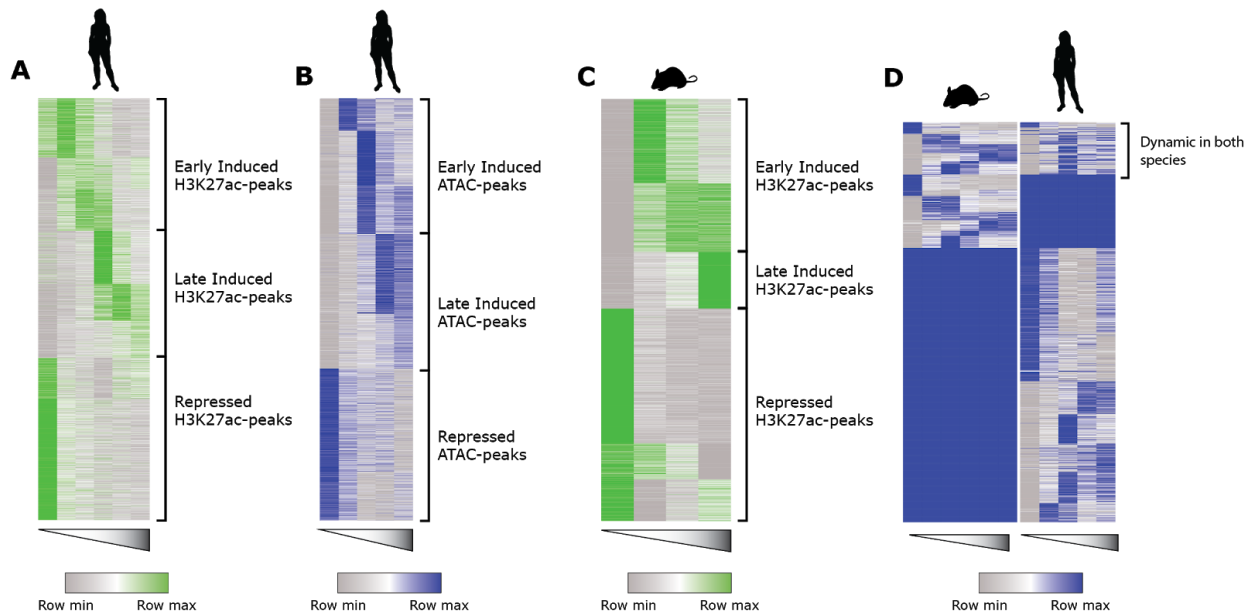 A
Early Induced
H3K27ac-peaks
Late Induced
H3K27ac-peaks
Repressed
H3K27ac-peaks
Row min
Row max
B
Early Induced
ATAC-peaks
Late Induced
ATAC-peaks
Repressed
ATAC-peaks
Row min
Row max
C
Early Induced
H3K27ac-peaks
Late Induced
H3K27ac-peaks
Repressed
H3K27ac-peaks
Row min
Row max
D
Dynamic in both
species
Row min
Row max